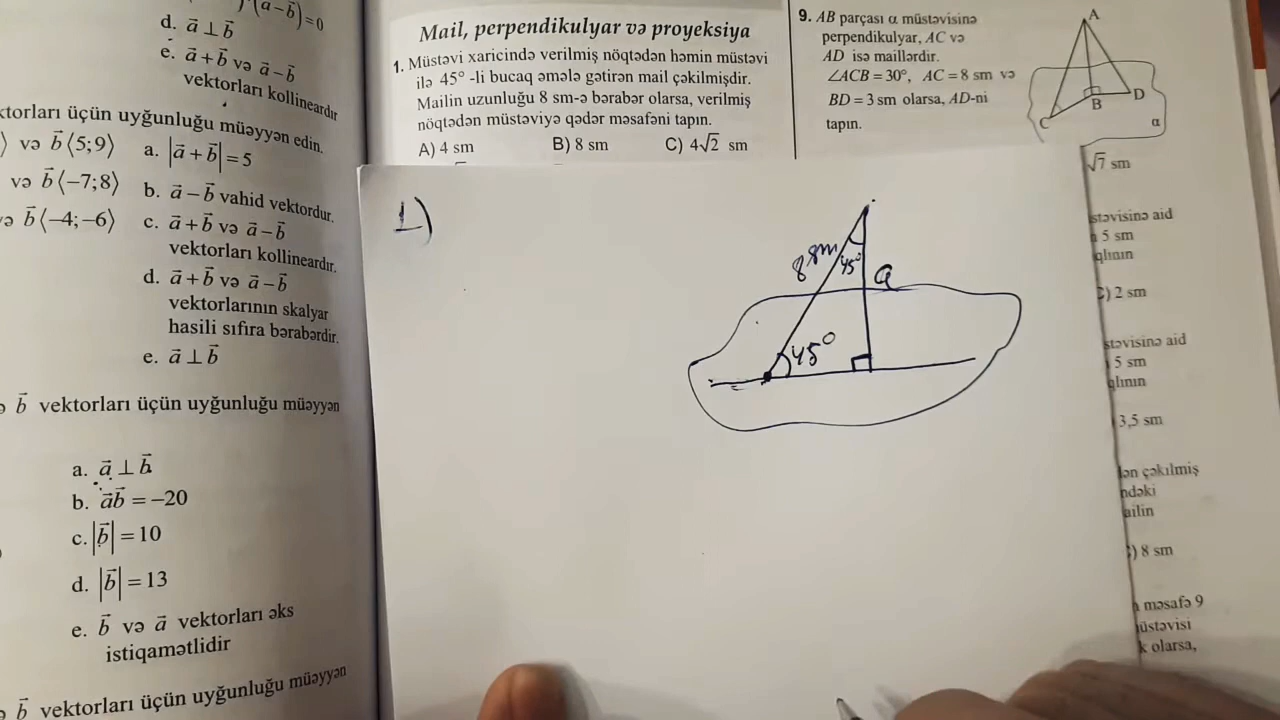 (a⃗−b⃗)=0
d. a⃗⊥b⃗
e. a⃗+b⃗ və a⃗−b⃗
vektorları kollineardır
ktorları üçün uyğunluğu müəyyən edin.
⟩ və b⃗⟨5;9⟩
və b⃗⟨−7;8⟩
və b⃗⟨−4;−6⟩
a. |a⃗+b⃗|=5
b. a⃗−b⃗ vahid vektordur.
c. a⃗+b⃗ və a⃗−b⃗
vektorları kollineardır.
d. a⃗+b⃗ və a⃗−b⃗
vektorlarının skalyar
hasili sıfıra bərabərdir.
e. a⃗⊥b⃗
ə b⃗ vektorları üçün uyğunluğu müəyyən
a. a⃗⊥b⃗
b. a⃗b⃗=−20
c. |b⃗|=10
d. |b⃗|=13
e. b⃗ və a⃗ vektorları əks
istiqamətlidir
b⃗ vektorları üçün uyğunluğu müəyyən
Mail, perpendikulyar və proyeksiya
1. Müstəvi xaricində verilmiş nöqtədən həmin müstəvi
ilə 45° -li bucaq əmələ gətirən mail çəkilmişdir.
Mailin uzunluğu 8 sm-ə bərabər olarsa, verilmiş
nöqtədən müstəviyə qədər məsafəni tapın.
A) 4 sm B) 8 sm C) 4√2 sm
9. AB parçası α müstəvisinə
perpendikulyar, AC və
AD isə maillərdir.
∠ACB=30°, AC=8 sm və
BD=3 sm olarsa, AD-ni
tapın.
A
B
D
C
α
1)
8 sm
45°
a
45°
√7 sm
stəvisinə aid
5 sm
qlının
C) 2 sm
stəvisinə aid
5 sm
qlının
3,5 sm
lən çəkilmiş
ndəki
ailin
C) 8 sm
məsafə 9
nüstəvisi
k olarsa,